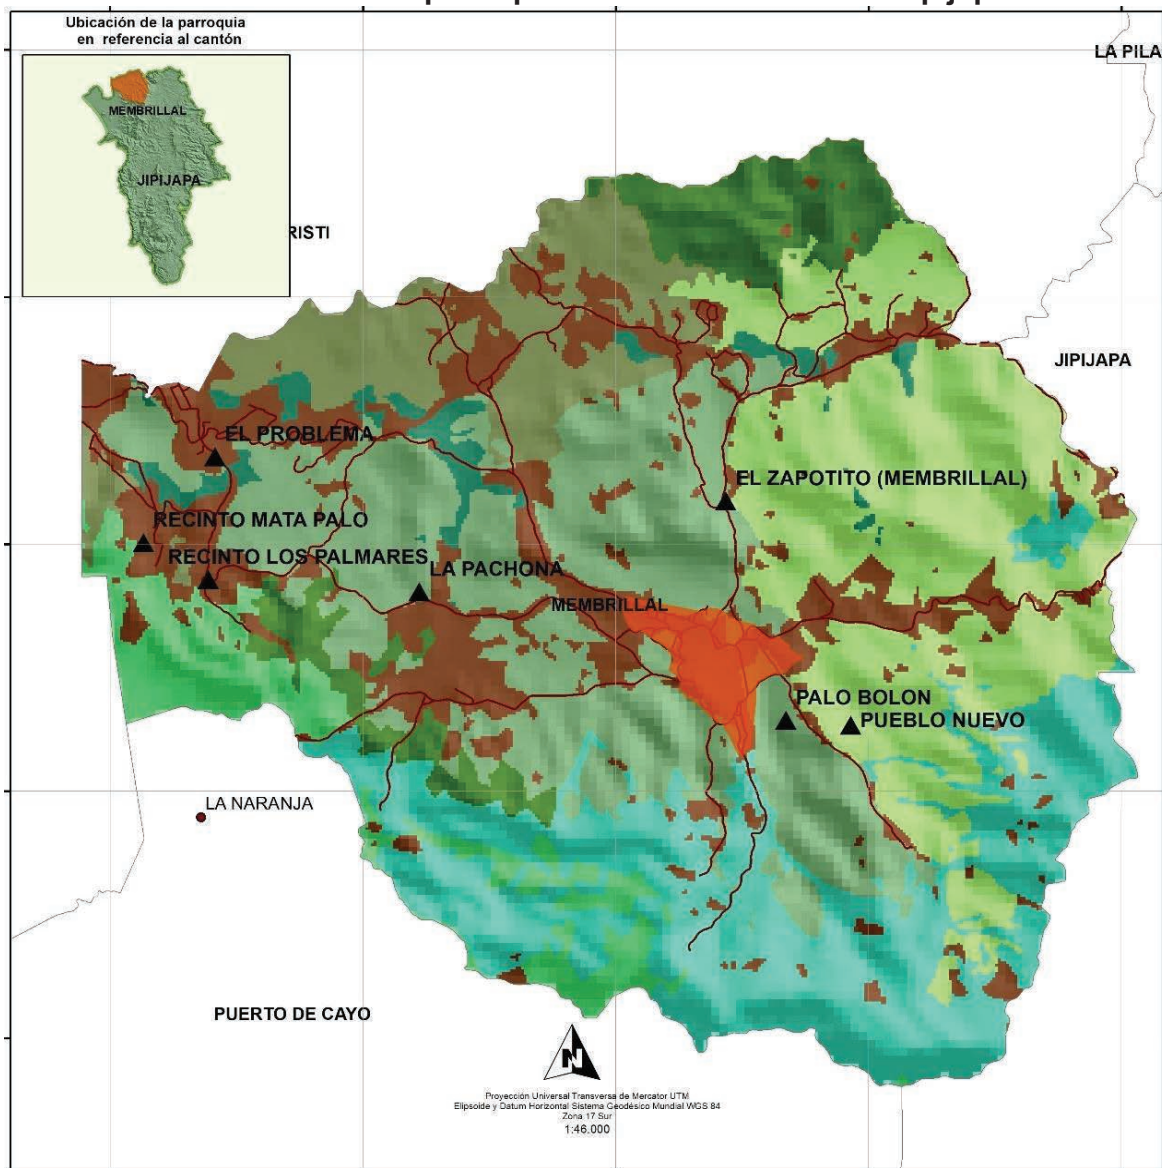 Ubicación de la parroquia
en referencia al cantón
LA PILA
MEMBRILLAL
JIPIJAPA
RISTI
JIPIJAPA
EL PROBLEMA
EL ZAPOTITO (MEMBRILLAL)
RECINTO MATA PALO
RECINTO LOS PALMARES
LA PACHONA
MEMBRILLAL
PALO BOLON
PUEBLO NUEVO
LA NARANJA
PUERTO DE CAYO
N
Proyección Universal Transversa de Mercator UTM
Elipsoide y Datum Horizontal Sistema Geodésico Mundial WGS 84
Zona 17 Sur
1:46.000